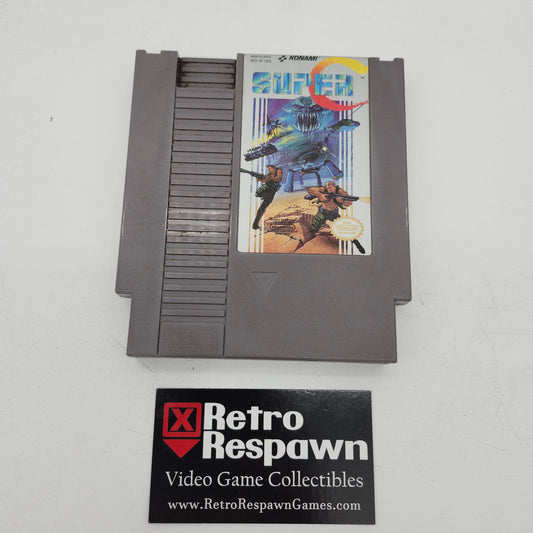 KONAMI
SUPER C
Retro
Respawn
Video Game Collectibles
www.RetroRespawnGames.com